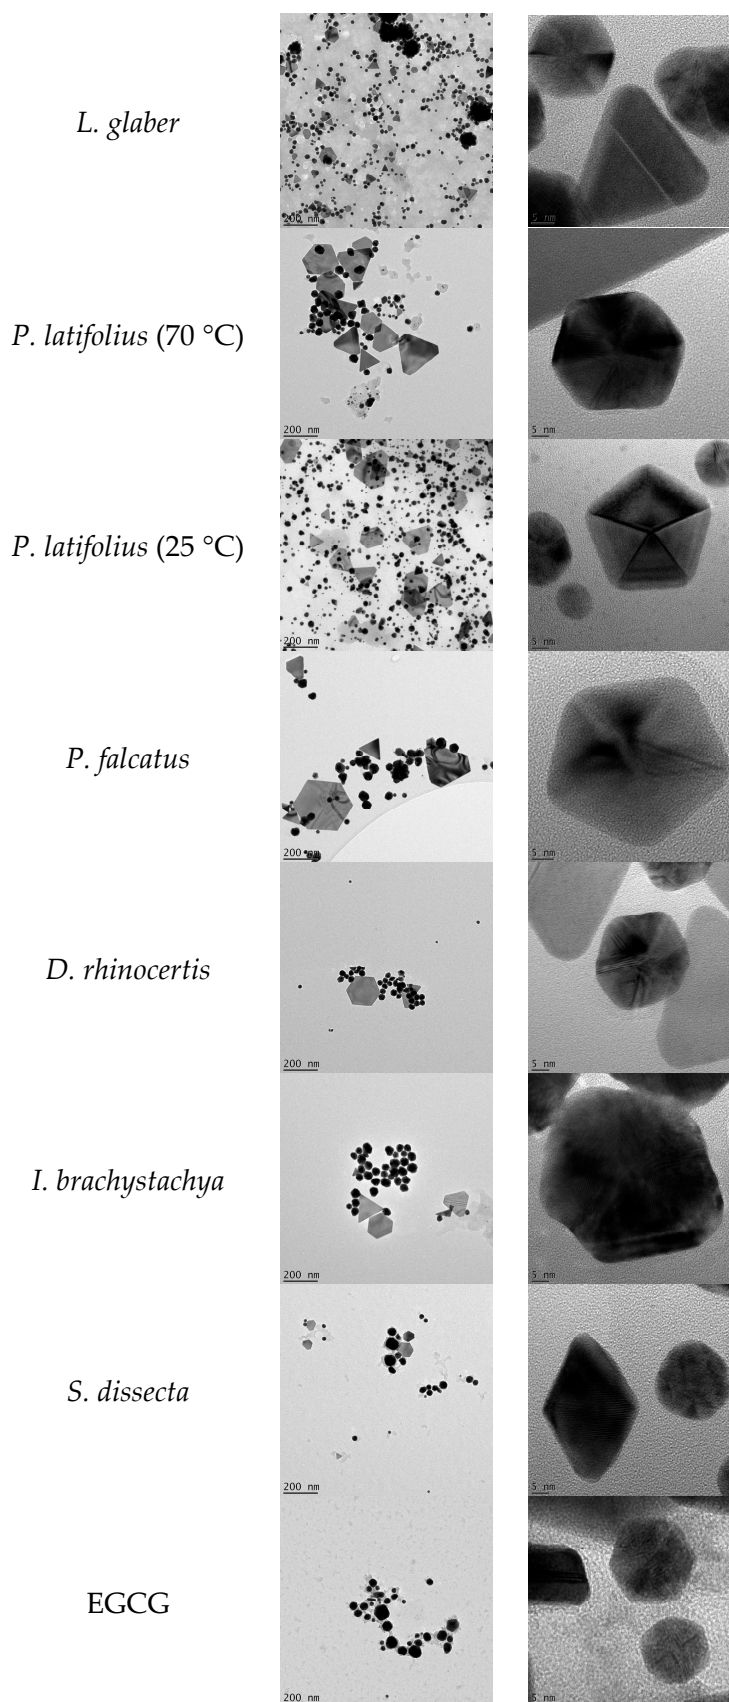 L. glaber
200 nm
5 nm
P. latifolius (70 °C)
200 nm
5 nm
P. latifolius (25 °C)
200 nm
5 nm
P. falcatus
200 nm
5 nm
D. rhinocertis
200 nm
5 nm
I. brachystachya
200 nm
5 nm
S. dissecta
200 nm
5 nm
EGCG
200 nm
5 nm